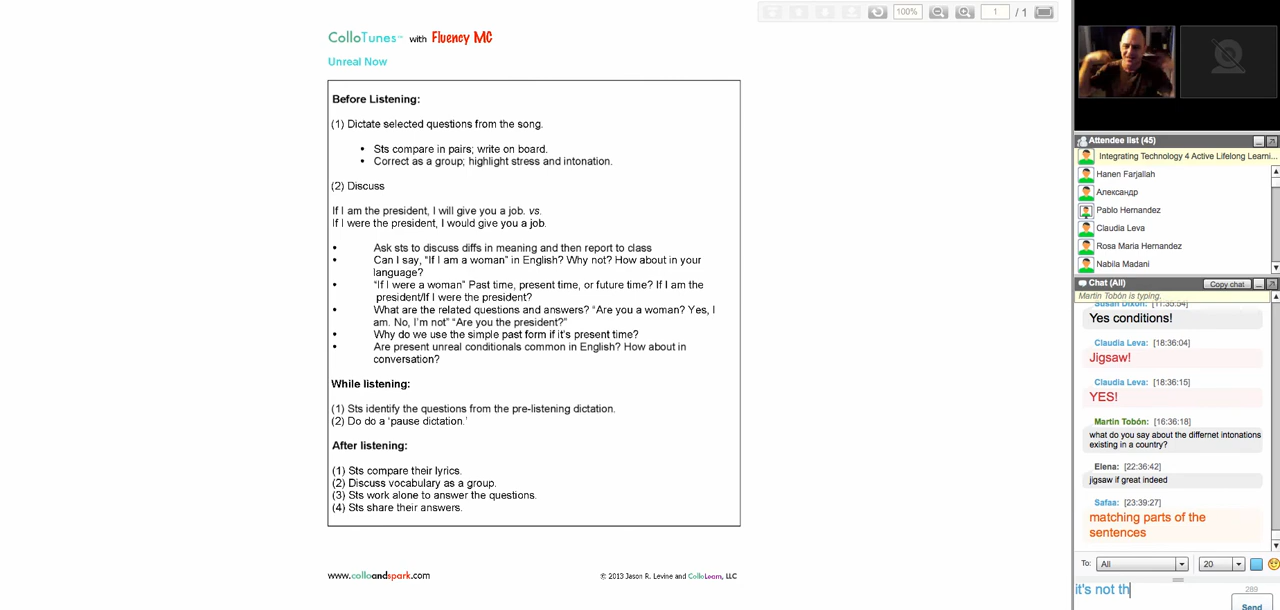 100%
1 / 1
ColloTunes™ with Fluency MC
Unreal Now
Before Listening:
(1) Dictate selected questions from the song.
• Sts compare in pairs; write on board.
• Correct as a group; highlight stress and intonation.
(2) Discuss
If I am the president, I will give you a job. vs.
If I were the president, I would give you a job.
• Ask sts to discuss diffs in meaning and then report to class
• Can I say, "If I am a woman" in English? Why not? How about in your
language?
• "If I were a woman" Past time, present time, or future time? If I am the
president/If I were the president?
• What are the related questions and answers? "Are you a woman? Yes, I
am. No, I'm not" "Are you the president?"
• Why do we use the simple past form if it's present time?
• Are present unreal conditionals common in English? How about in
conversation?
While listening:
(1) Sts identify the questions from the pre-listening dictation.
(2) Do do a 'pause dictation.'
After listening:
(1) Sts compare their lyrics.
(2) Discuss vocabulary as a group.
(3) Sts work alone to answer the questions.
(4) Sts share their answers.
www.colloandspark.com
© 2013 Jason R. Levine and ColloLearn, LLC
Attendee list (45)
Integrating Technology 4 Active Lifelong Learni...
Hanen Farjallah
Александр
Pablo Hernandez
Claudia Leva
Rosa Maria Hernandez
Nabila Madani
Chat (All)
Copy chat
Martin Tobón is typing.
Susan Dixon: [11:35:54]
Yes conditions!
Claudia Leva: [18:36:04]
Jigsaw!
Claudia Leva: [18:36:15]
YES!
Martin Tobón: [16:36:18]
what do you say about the differnet intonations
existing in a country?
Elena: [22:36:42]
jigsaw if great indeed
Safaa: [23:39:27]
matching parts of the
sentences
To: All 20
it's not th
289
Send